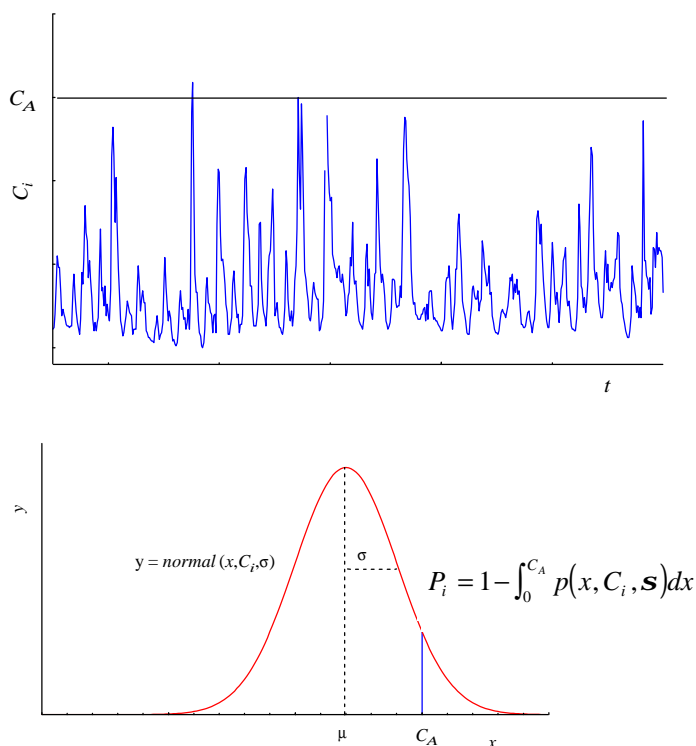 C_A
C_i
t
y
y = normal (x,C_i,σ)
σ
P_i = 1 − ∫_0^{C_A} p(x, C_i, s)dx
μ
C_A
x